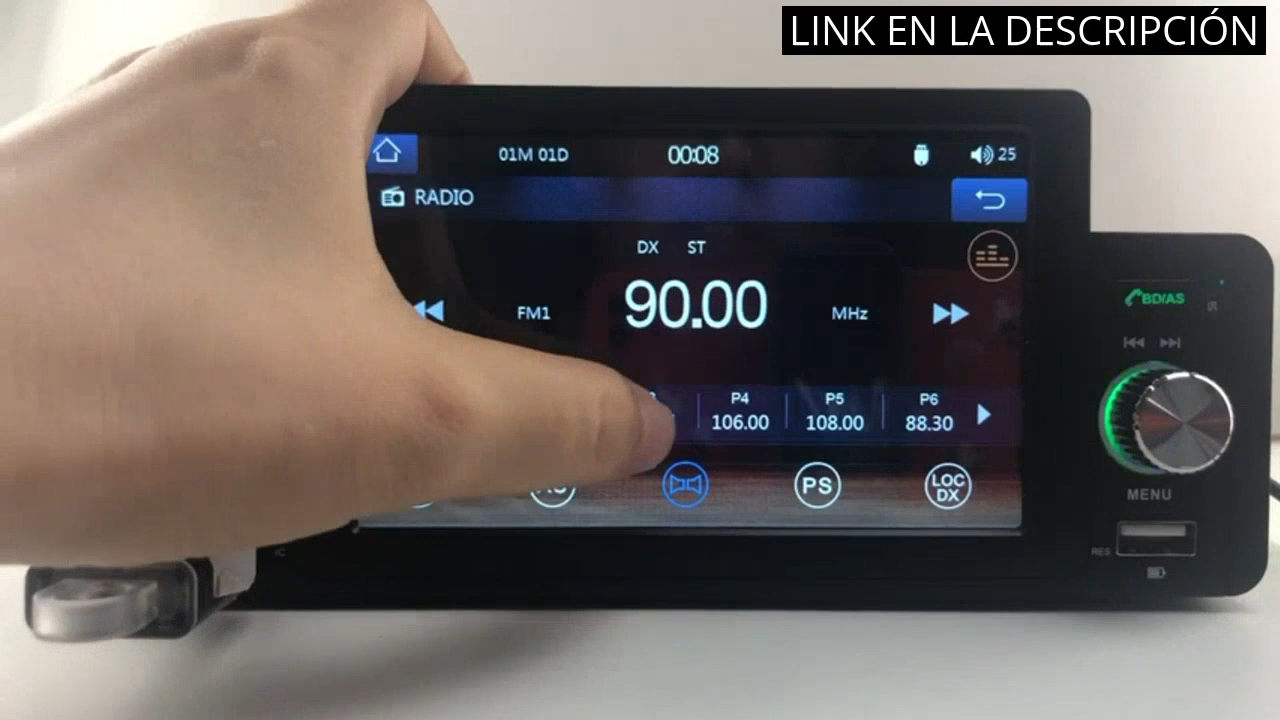 LINK EN LA DESCRIPCIÓN
01M 01D 00:08 25
RADIO
DX ST
FM1 90.00 MHz
P4 P5 P6
106.00 108.00 88.30
PS LOC DX
BD/AS
MENU
RES